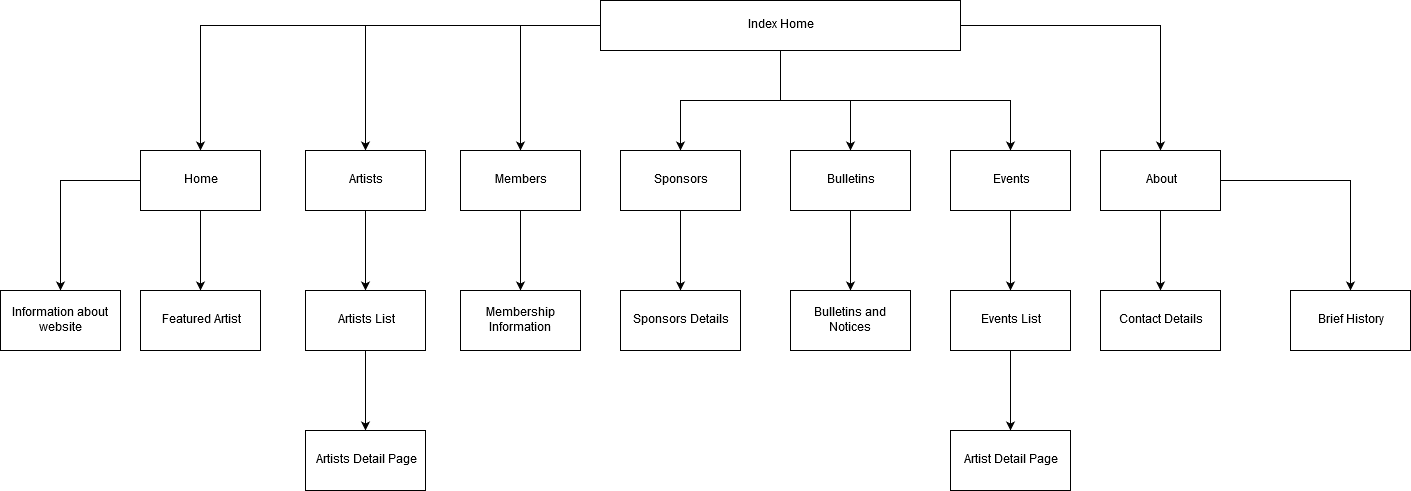 Index Home
Home
Artists
Members
Sponsors
Bulletins
Events
About
Information about
website
Featured Artist
Artists List
Membership
Information
Sponsors Details
Bulletins and
Notices
Events List
Contact Details
Brief History
Artists Detail Page
Artist Detail Page